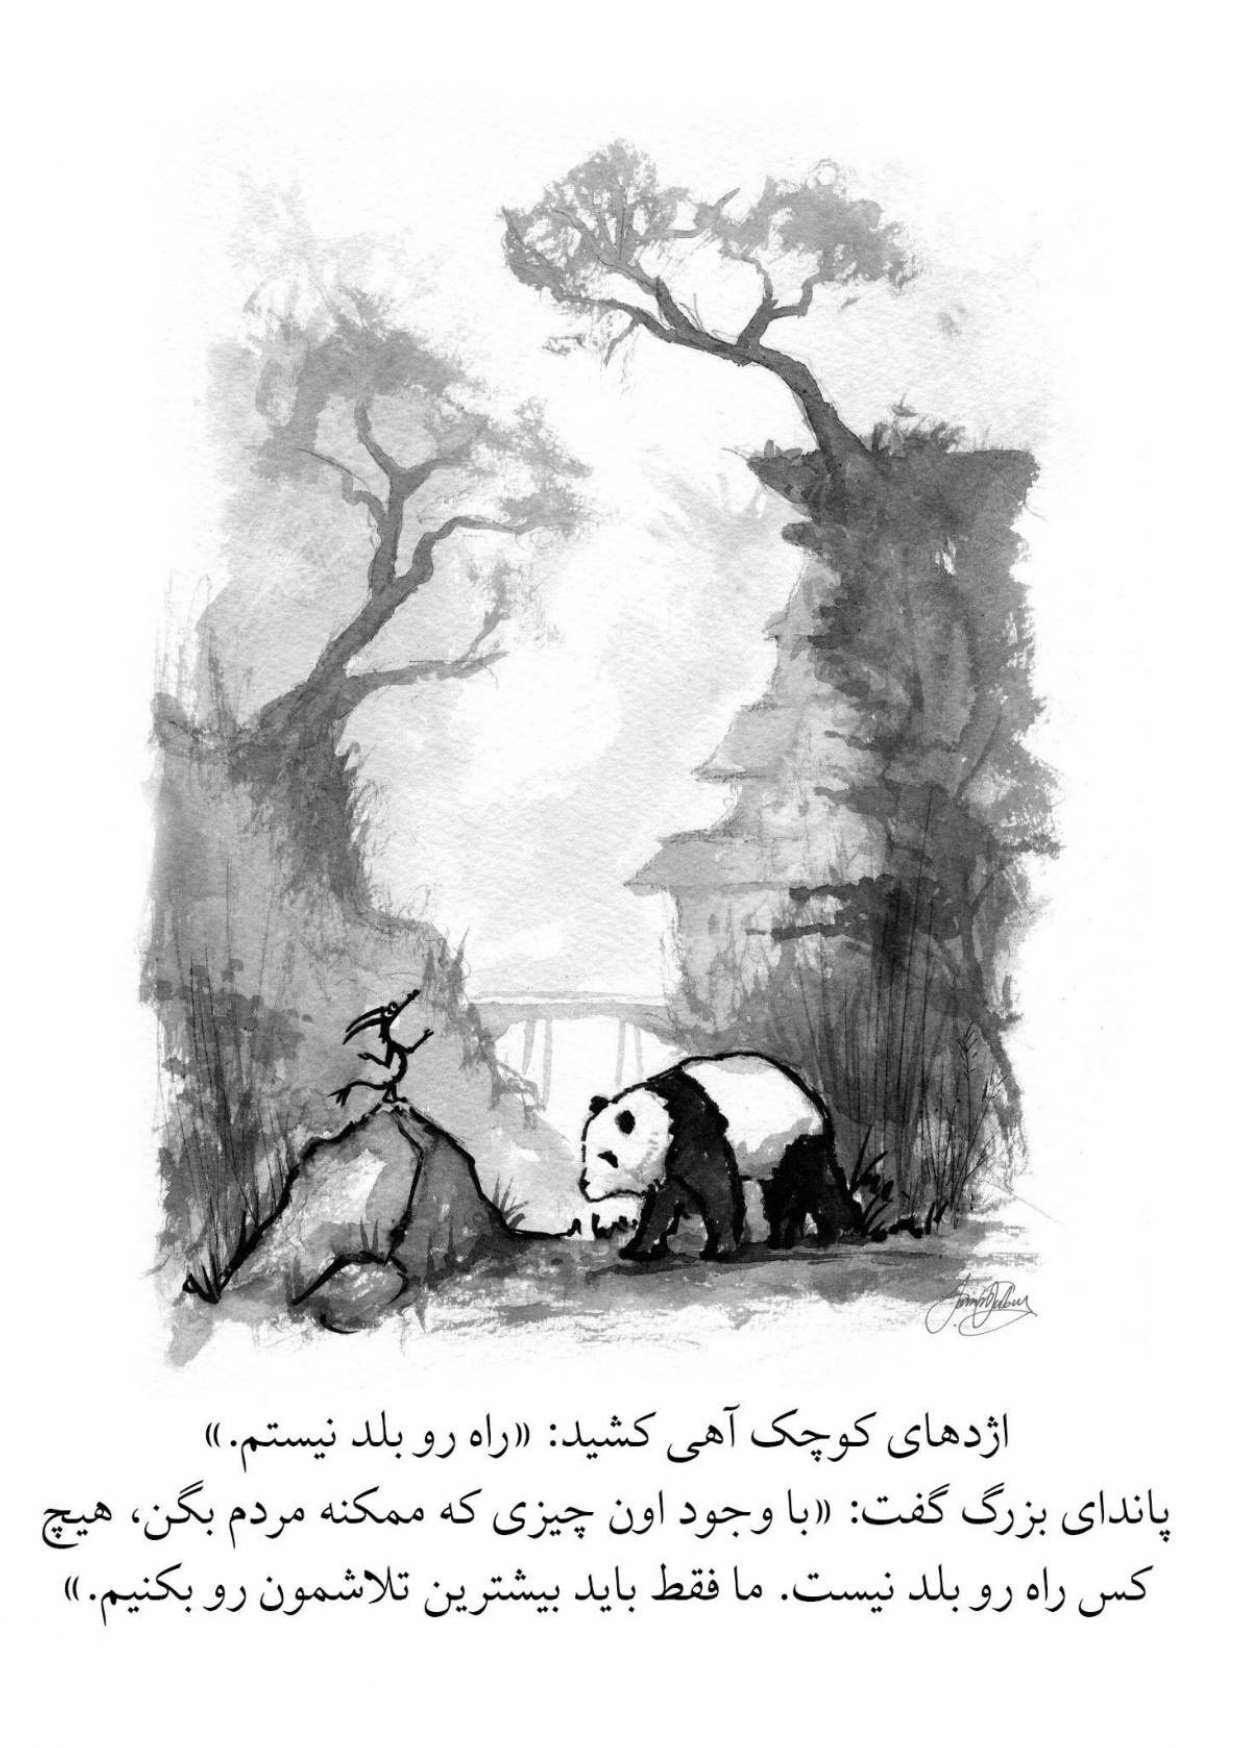 اژدهای کوچک آهی کشید: «راه رو بلد نیستم.»
پاندای بزرگ گفت: «با وجود اون چیزی که ممکنه مردم بگن، هیچ
کس راه رو بلد نیست. ما فقط باید بیشترین تلاشمون رو بکنیم.»